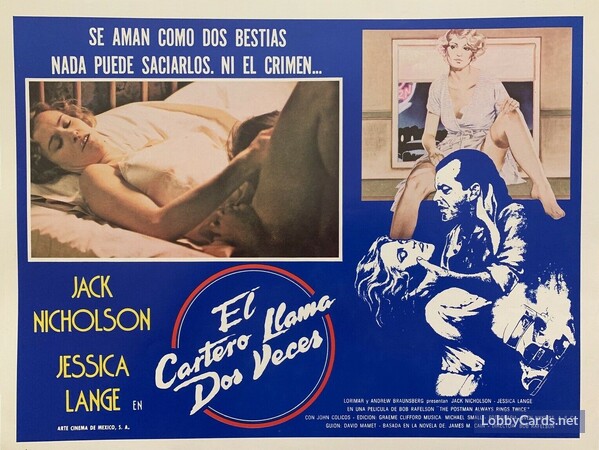 SE AMAN COMO DOS BESTIAS
NADA PUEDE SACIARLOS. NI EL CRIMEN...
JACK
NICHOLSON
JESSICA
LANGE EN
El
Cartero Llama
Dos Veces
ARTE CINEMA DE MEXICO, S. A.
LORIMAR y ANDREW BRAUNSBERG presentan JACK NICHOLSON - JESSICA LANGE
EN UNA PELICULA DE BOB RAFELSON "THE POSTMAN ALWAYS RINGS TWICE"
CON JOHN COLICOS - EDICION: GRAEME CLIFFORD MUSICA: MICHAEL SMALL
GUION: DAVID MAMET - BASADA EN LA NOVELA DE: JAMES M. CAIN
LobbyCards.net